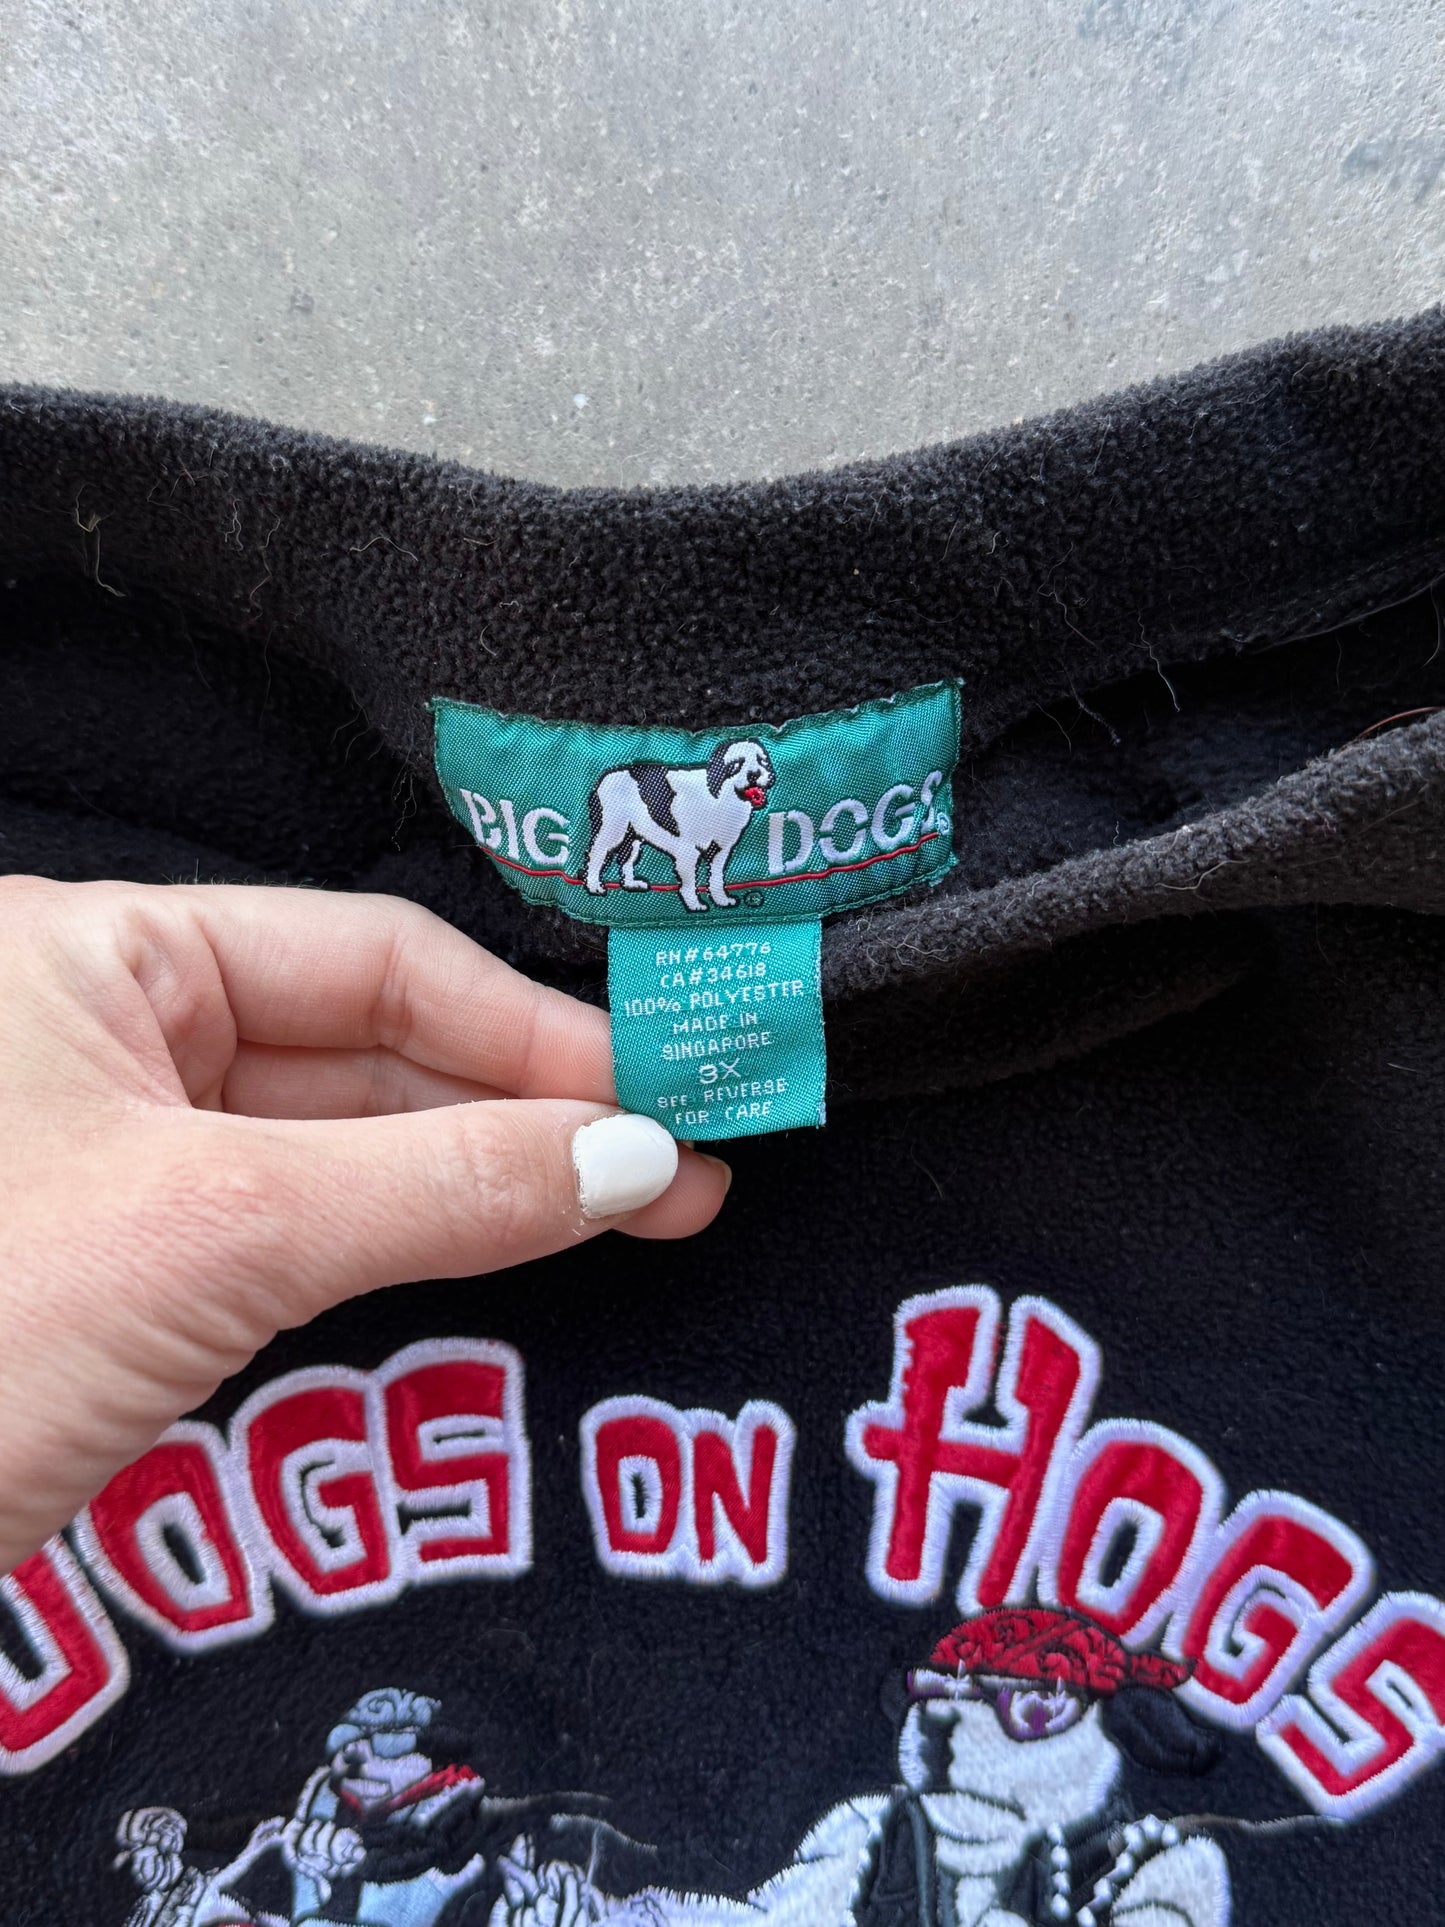 BIG DOGS®
©
RN#64776
CA#34618
100% POLYESTER
MADE IN
SINGAPORE
3X
SEE REVERSE
FOR CARE
DOGS ON HOGS